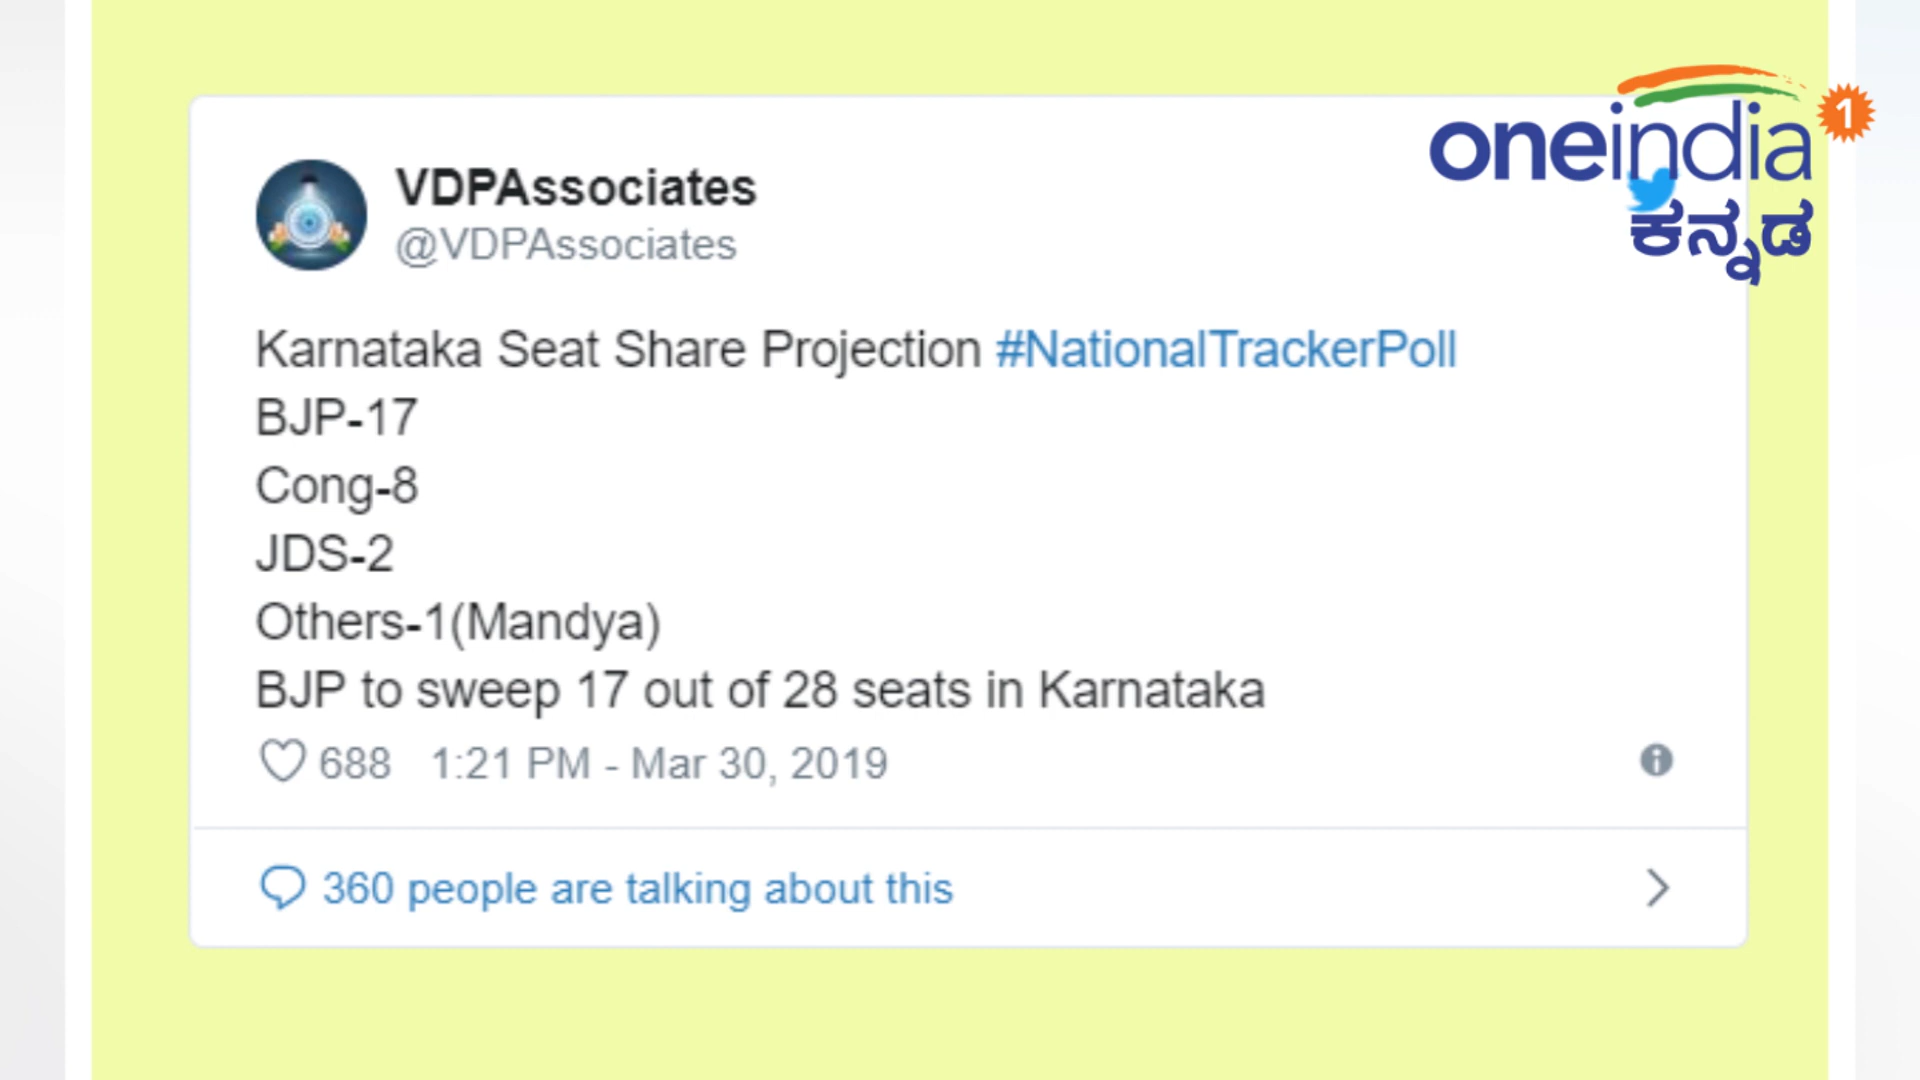 oneindia
1
ಕನ್ನಡ
VDPAssociates
@VDPAssociates
Karnataka Seat Share Projection #NationalTrackerPoll
BJP-17
Cong-8
JDS-2
Others-1(Mandya)
BJP to sweep 17 out of 28 seats in Karnataka
688 1:21 PM - Mar 30, 2019
360 people are talking about this